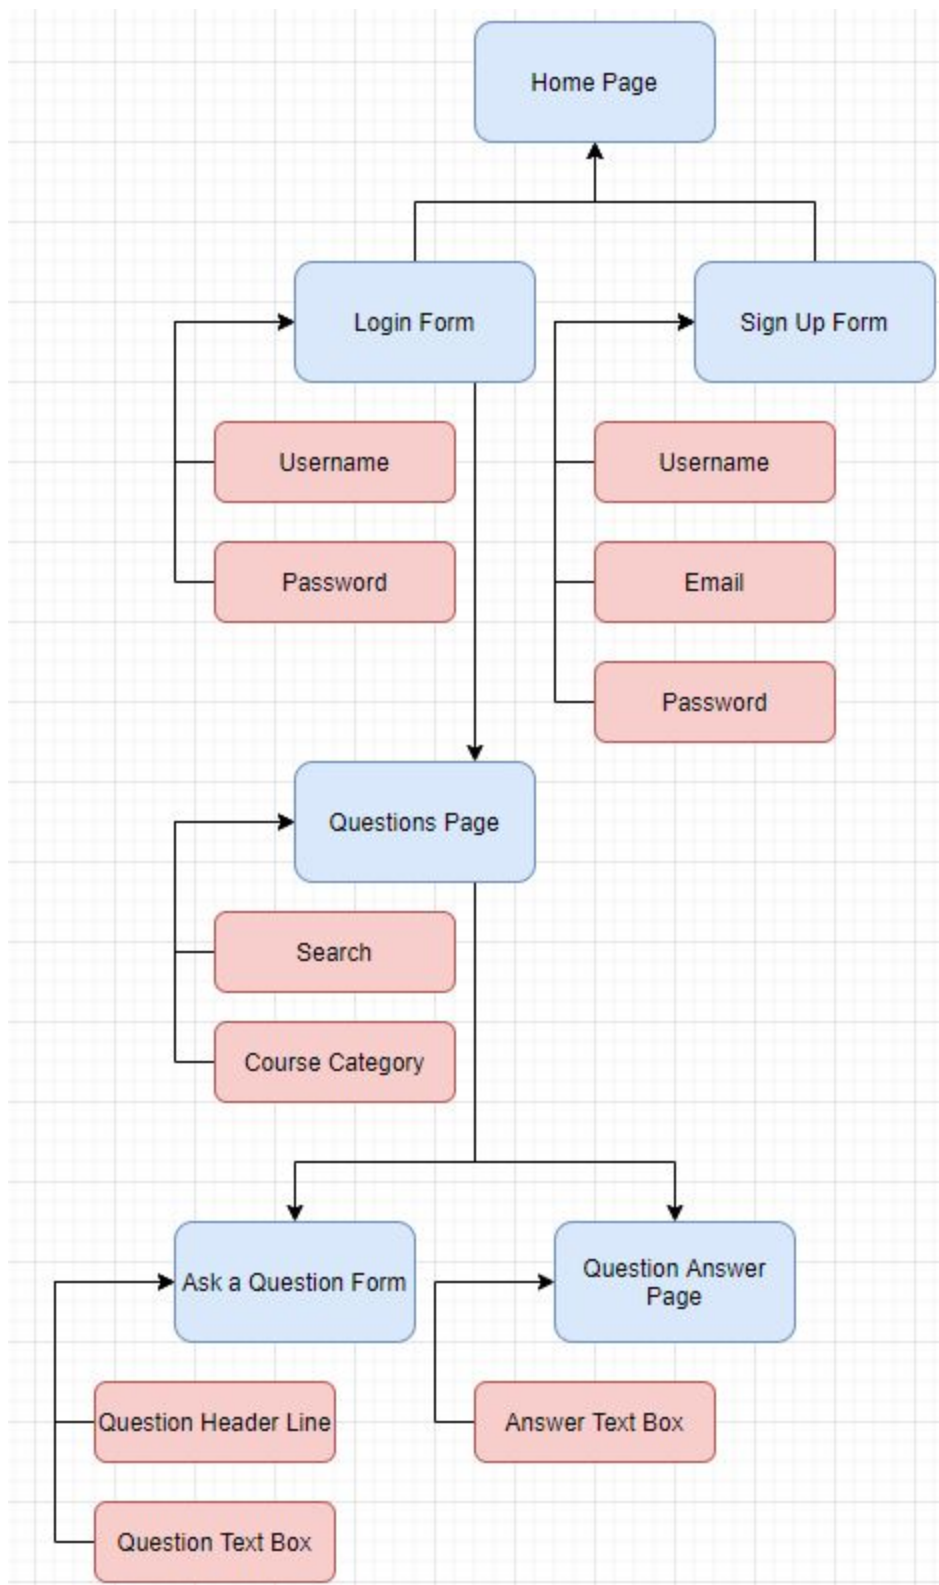 Home Page
Login Form
Sign Up Form
Username
Username
Password
Email
Password
Questions Page
Search
Course Category
Ask a Question Form
Question Answer
Page
Question Header Line
Answer Text Box
Question Text Box